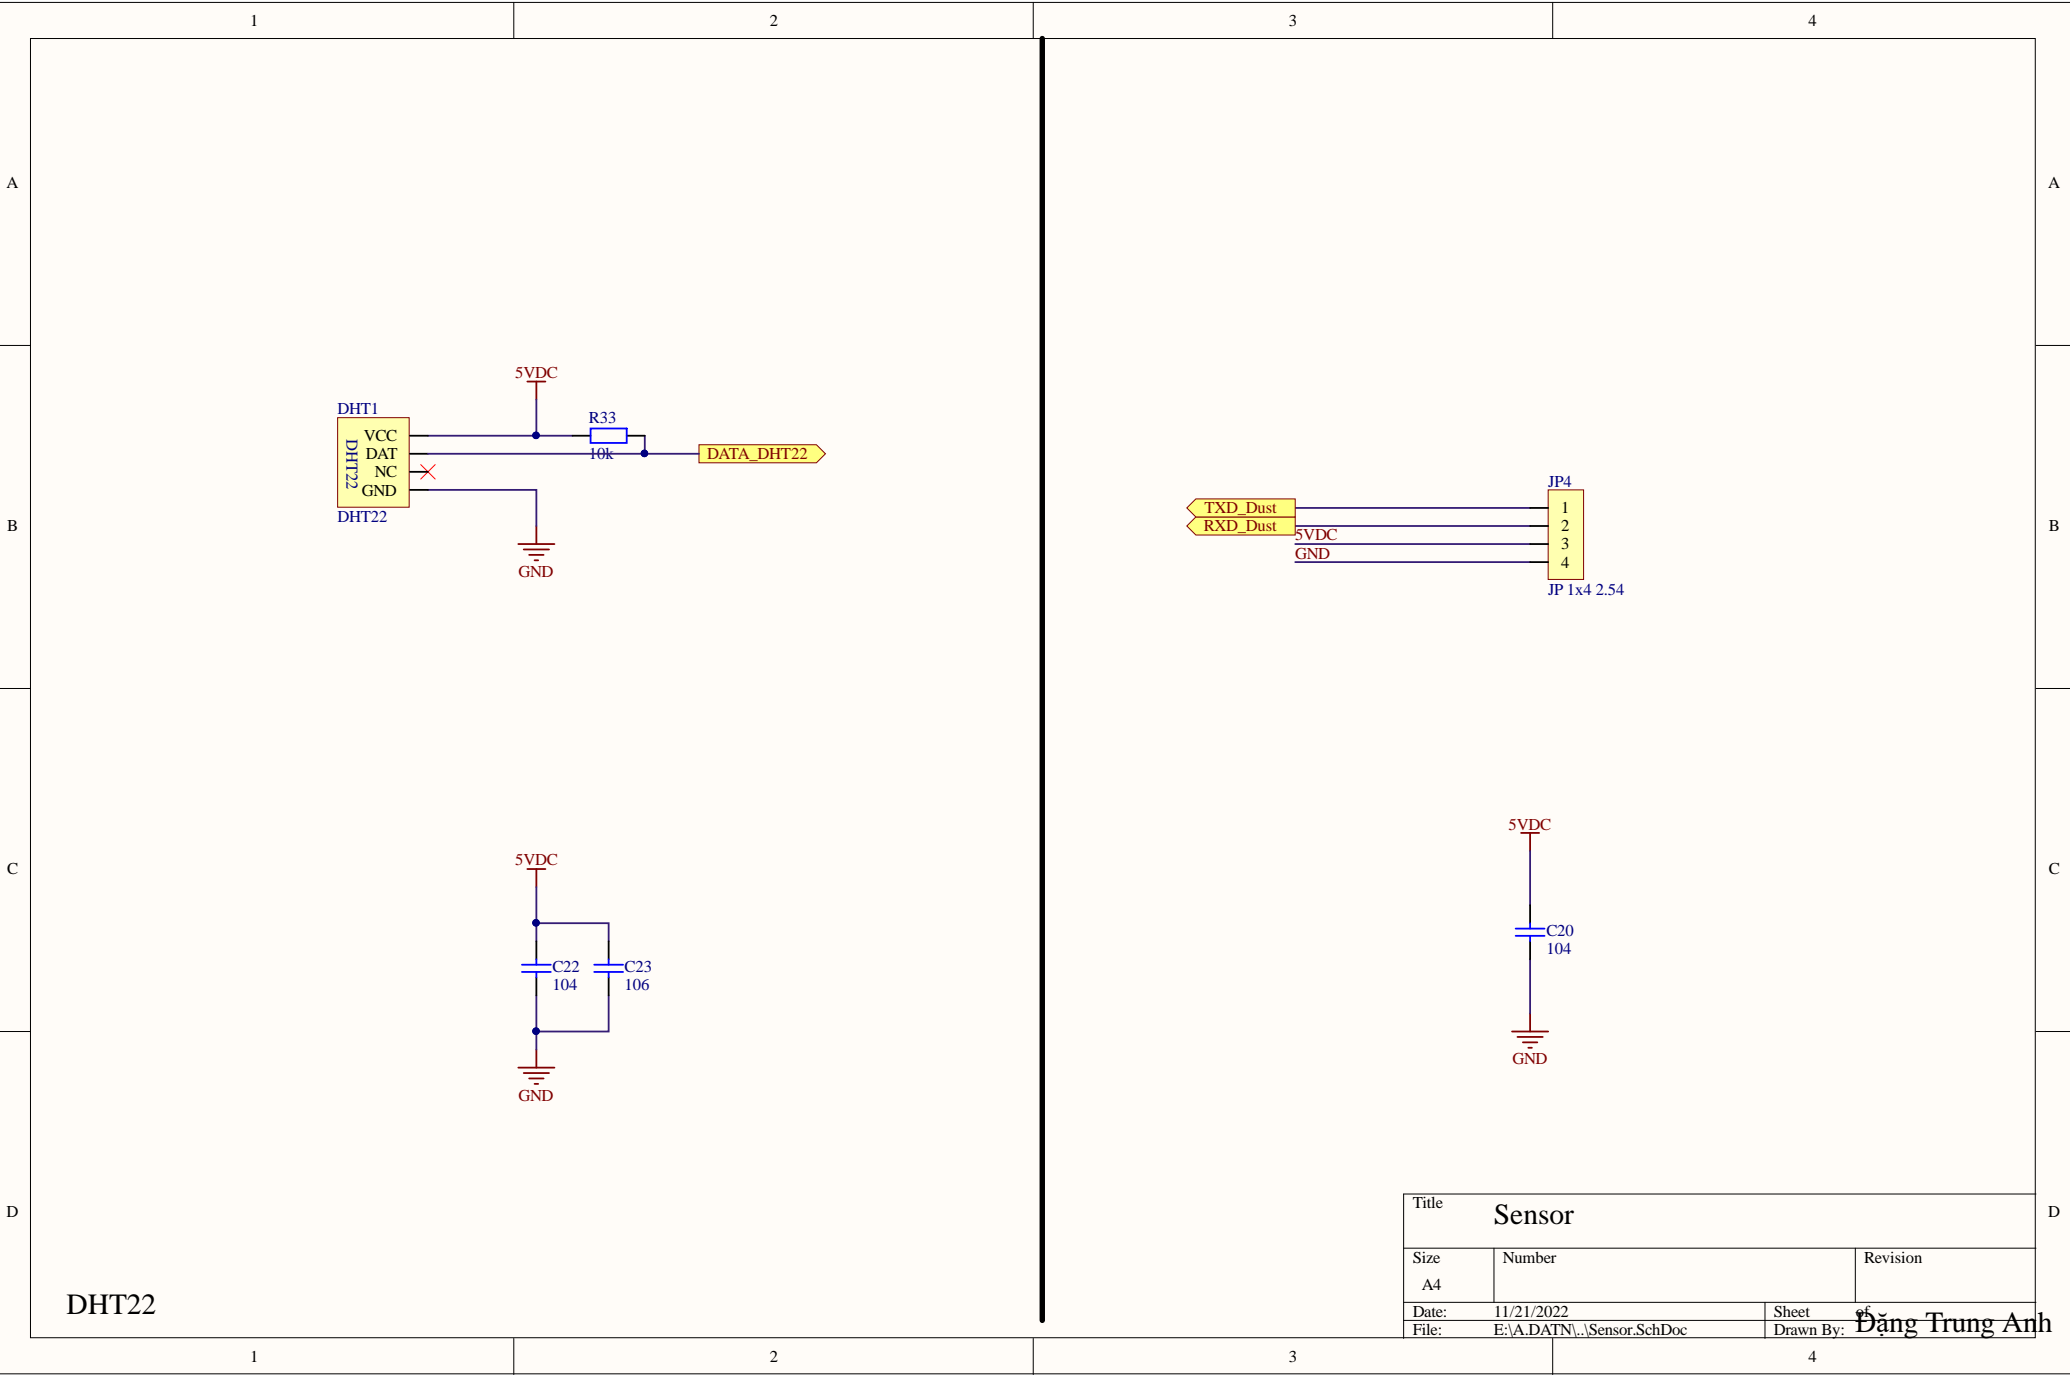 1 2 3 4
A A
5VDC
DHT1
R33
VCC
DAT
NC
GND
DHT22
10k
DATA_DHT22
DHT22
GND
JP4
TXD_Dust 1
RXD_Dust 2
5VDC 3
GND 4
JP 1x4 2.54
B B
5VDC
C22
104
C23
106
GND
5VDC
C20
104
GND
C C
D D
DHT22
Title Sensor
Size Number Revision
A4
Date: 11/21/2022 Sheet of
File: E:\A.DATN\..\Sensor.SchDoc Drawn By: Đặng Trung Anh
1 2 3 4